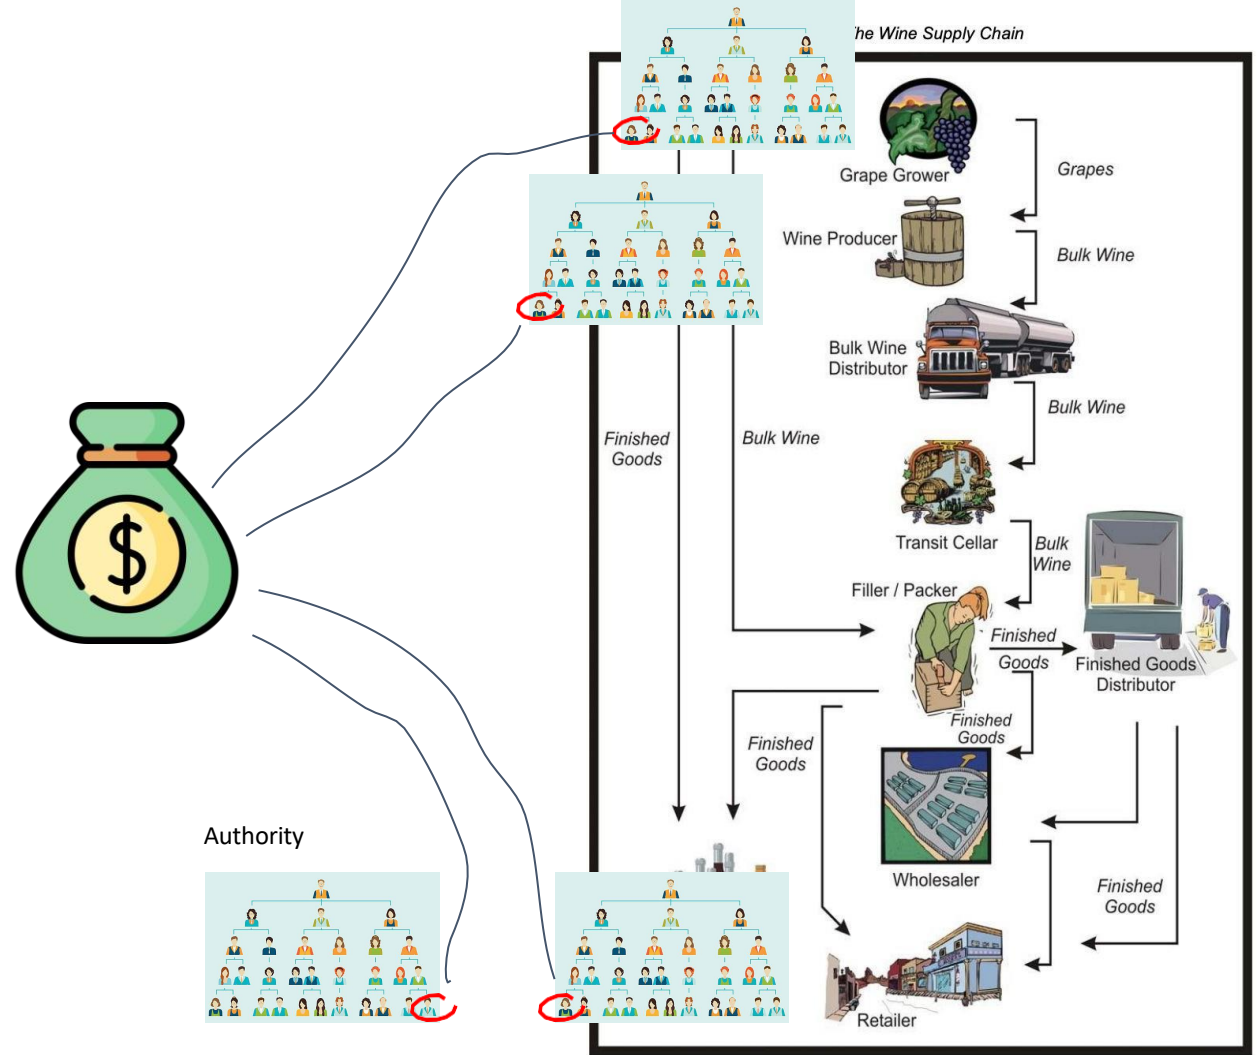 he Wine Supply Chain
Grape Grower
Grapes
Wine Producer
Bulk Wine
Bulk Wine
Distributor
Bulk Wine
Finished
Goods
Bulk Wine
Transit Cellar
Bulk
Wine
Filler / Packer
Finished
Goods
Finished Goods
Distributor
Finished
Goods
Finished
Goods
Authority
Wholesaler
Finished
Goods
Retailer
$